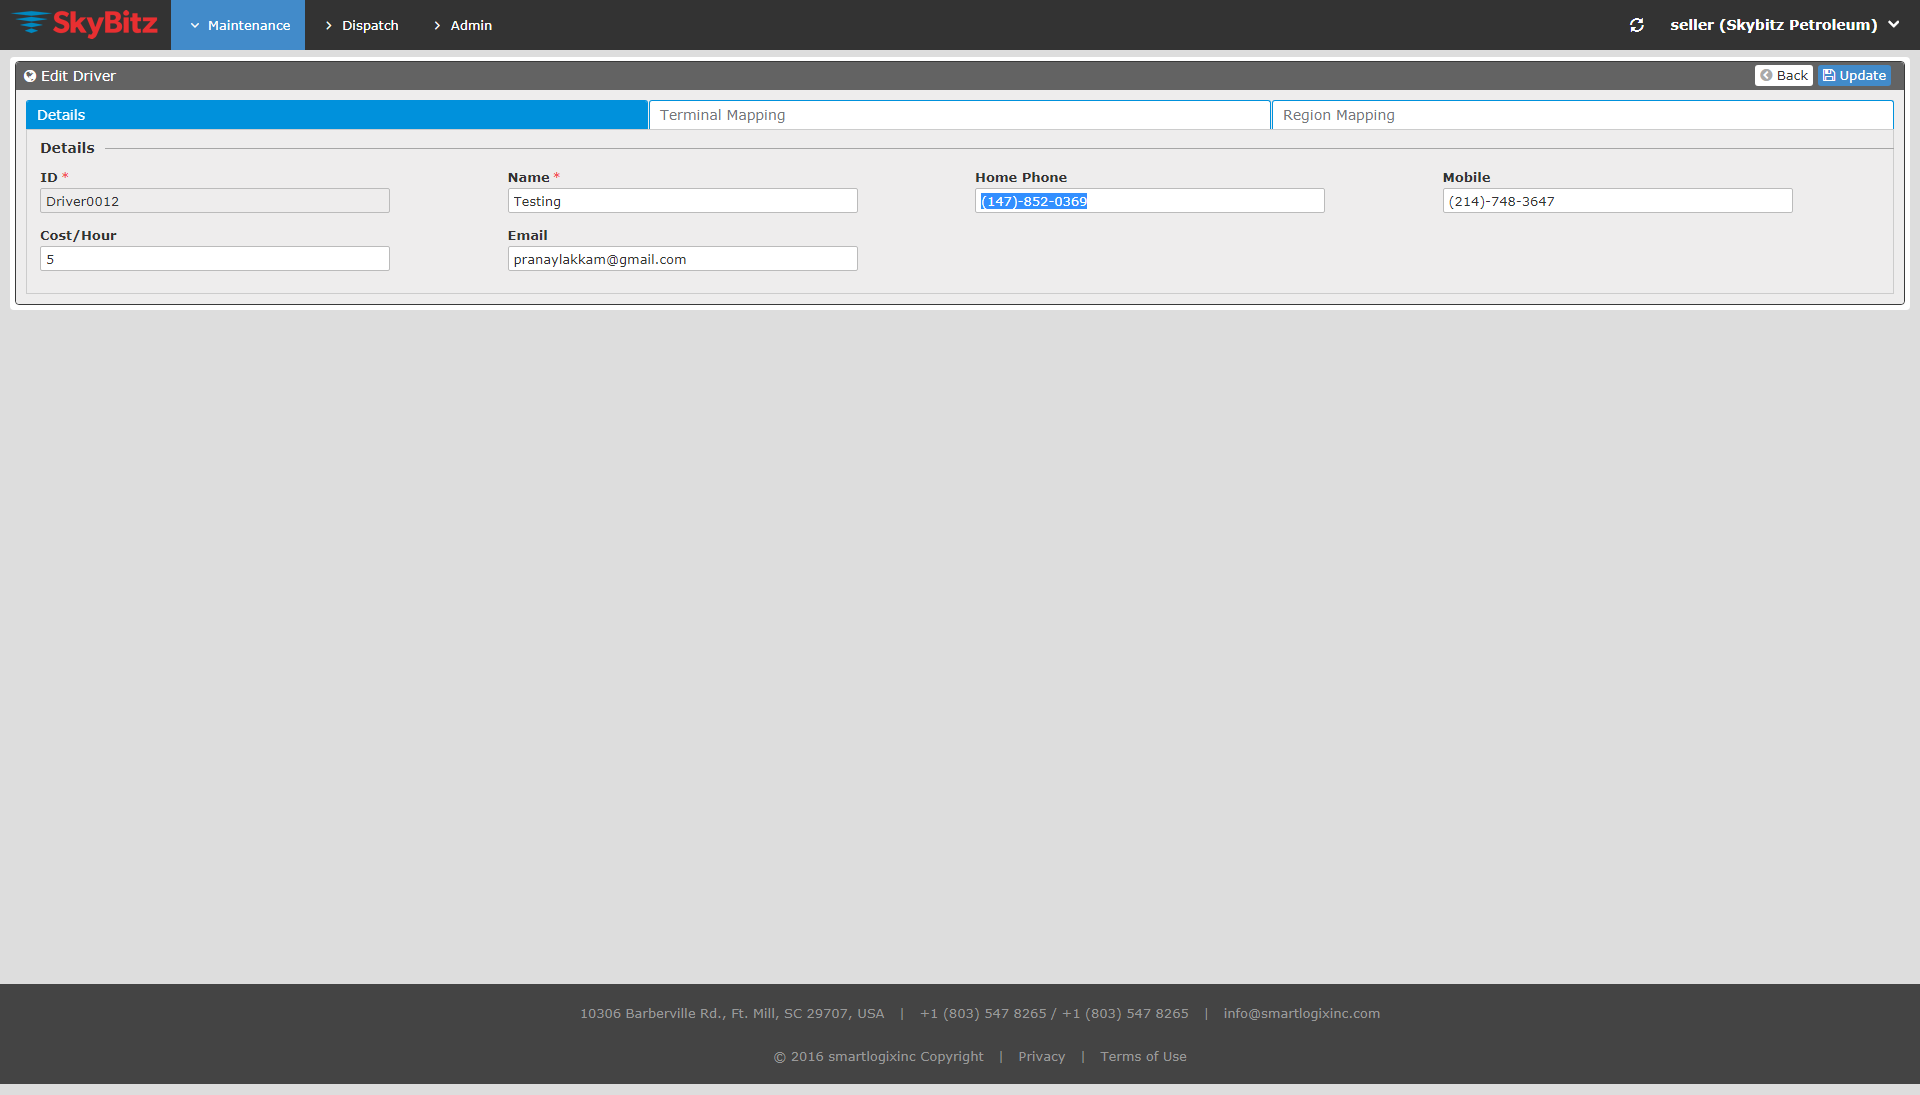 SkyBitz
Maintenance
Dispatch
Admin
seller (Skybitz Petroleum)
Edit Driver
Back
Update
Details
Terminal Mapping
Region Mapping
Details
ID *
Name *
Home Phone
Mobile
Driver0012
Testing
(147)-852-0369
(214)-748-3647
Cost/Hour
Email
5
pranaylakkam@gmail.com
10306 Barberville Rd., Ft. Mill, SC 29707, USA | +1 (803) 547 8265 / +1 (803) 547 8265 | info@smartlogixinc.com
© 2016 smartlogixinc Copyright | Privacy | Terms of Use